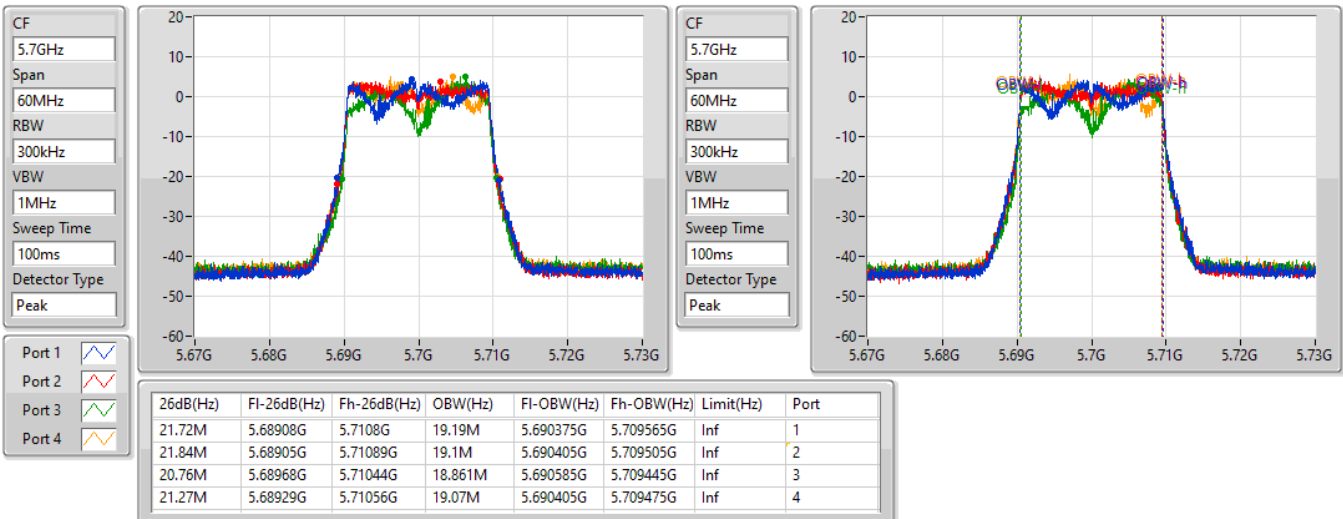 CF
5.7GHz
Span
60MHz
RBW
300kHz
VBW
1MHz
Sweep Time
100ms
Detector Type
Peak
20
10
0
-10
-20
-30
-40
-50
-60
5.67G 5.68G 5.69G 5.7G 5.71G 5.72G 5.73G
CF
5.7GHz
Span
60MHz
RBW
300kHz
VBW
1MHz
Sweep Time
100ms
Detector Type
Peak
20
10
0
-10
-20
-30
-40
-50
-60
OBW-h
5.67G 5.68G 5.69G 5.7G 5.71G 5.72G 5.73G
Port 1
Port 2
Port 3
Port 4
26dB(Hz) Fl-26dB(Hz) Fh-26dB(Hz) OBW(Hz) Fl-OBW(Hz) Fh-OBW(Hz) Limit(Hz) Port
21.72M 5.68908G 5.7108G 19.19M 5.690375G 5.709565G Inf 1
21.84M 5.68905G 5.71089G 19.1M 5.690405G 5.709505G Inf 2
20.76M 5.68968G 5.71044G 18.861M 5.690585G 5.709445G Inf 3
21.27M 5.68929G 5.71056G 19.07M 5.690405G 5.709475G Inf 4